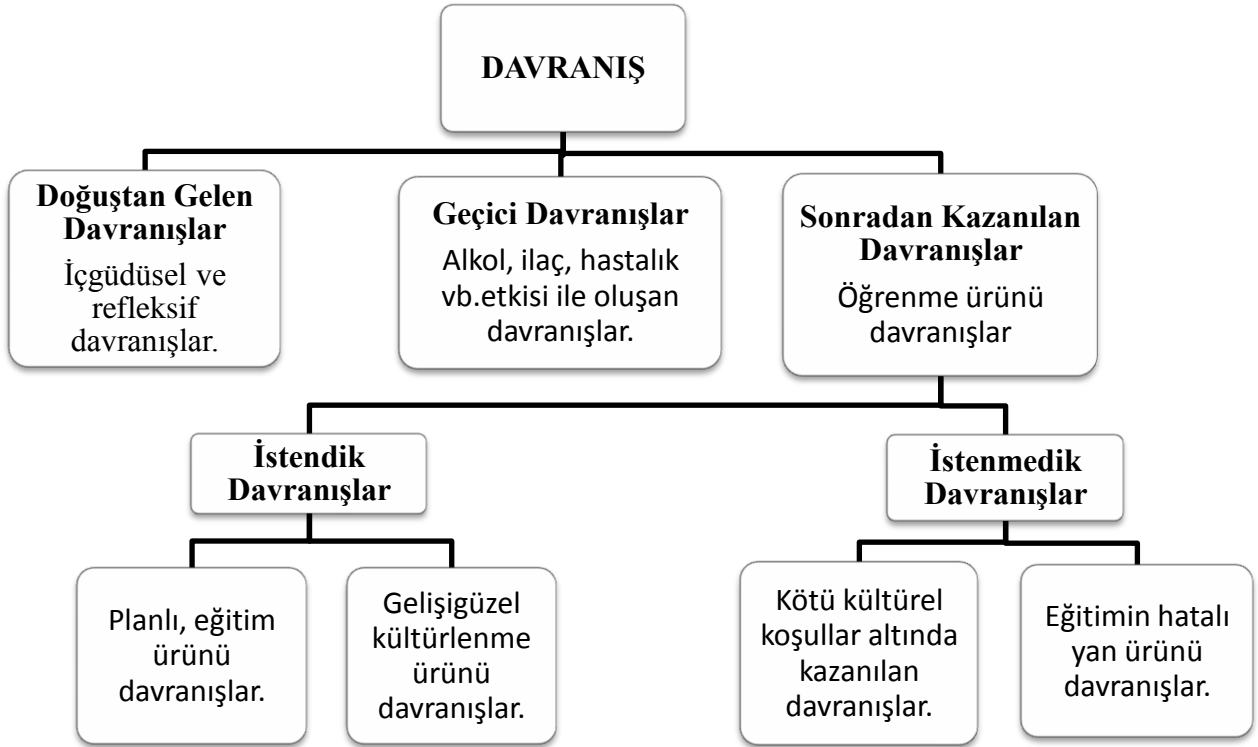 DAVRANIŞ
Doğuştan Gelen
Davranışlar
İçgüdüsel ve
refleksif
davranışlar.
Geçici Davranışlar
Alkol, ilaç, hastalık
vb.etkisi ile oluşan
davranışlar.
Sonradan Kazanılan
Davranışlar
Öğrenme ürünü
davranışlar
İstendik
Davranışlar
İstenmedik
Davranışlar
Planlı, eğitim
ürünü
davranışlar.
Gelişigüzel
kültürlenme
ürünü
davranışlar.
Kötü kültürel
koşullar altında
kazanılan
davranışlar.
Eğitimin hatalı
yan ürünü
davranışlar.